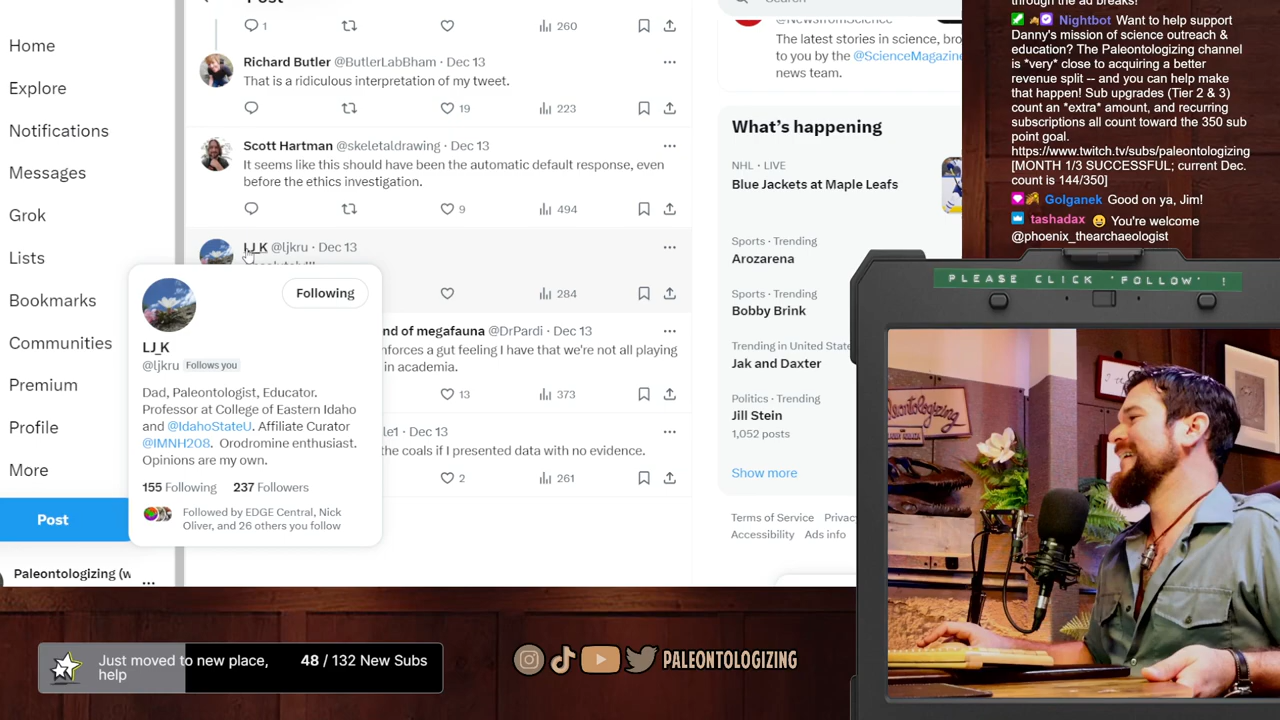 Post
Home
Explore
Notifications
Messages
Grok
Lists
Bookmarks
Communities
Premium
Profile
More
Post
Paleontologizing (w
1
260
Richard Butler @ButlerLabBham · Dec 13
That is a ridiculous interpretation of my tweet.
19
223
Scott Hartman @skeletaldrawing · Dec 13
It seems like this should have been the automatic default response, even
before the ethics investigation.
9
494
LJ_K @ljkru · Dec 13
284
nd of megafauna @DrPardi · Dec 13
nforces a gut feeling I have that we're not all playing
in academia.
13
373
le1 · Dec 13
the coals if I presented data with no evidence.
2
261
Following
LJ_K
@ljkru Follows you
Dad, Paleontologist, Educator.
Professor at College of Eastern Idaho
and @IdahoStateU. Affiliate Curator
@IMNH208. Orodromine enthusiast.
Opinions are my own.
155 Following 237 Followers
Followed by EDGE Central, Nick
Oliver, and 26 others you follow
Search
@NewsfromScience
The latest stories in science, bro
to you by the @ScienceMagazine
news team.
What's happening
NHL · LIVE
Blue Jackets at Maple Leafs
Sports · Trending
Arozarena
Sports · Trending
Bobby Brink
Trending in United State
Jak and Daxter
Politics · Trending
Jill Stein
1,052 posts
Show more
Terms of Service Privac
Accessibility Ads info
through the ad breaks!
Nightbot Want to help support
Danny's mission of science outreach &
education? The Paleontologizing channel
is *very* close to acquiring a better
revenue split -- and you can help make
that happen! Sub upgrades (Tier 2 & 3)
count an *extra* amount, and recurring
subscriptions all count toward the 350 sub
point goal.
https://www.twitch.tv/subs/paleontologizing
[MONTH 1/3 SUCCESSFUL; current Dec.
count is 144/350]
Golganek Good on ya, Jim!
tashadax You're welcome
@phoenix_thearchaeologist
PLEASE CLICK 'FOLLOW' !
Paleontologizing
Just moved to new place,
help
48 / 132 New Subs
PALEONTOLOGIZING